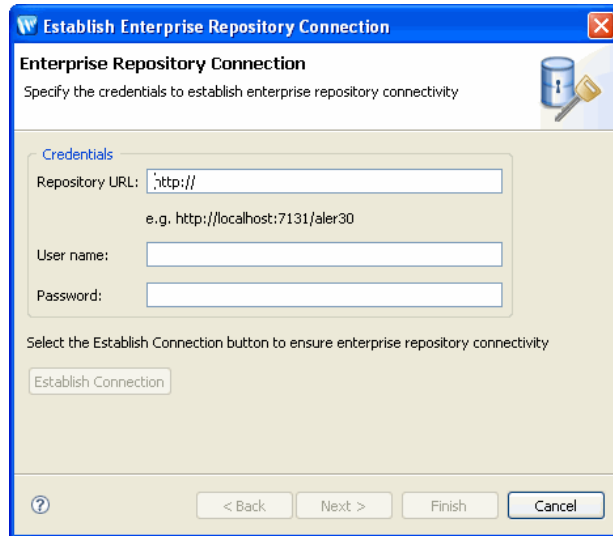 W Establish Enterprise Repository Connection
Enterprise Repository Connection
Specify the credentials to establish enterprise repository connectivity
Credentials
Repository URL: http://
e.g. http://localhost:7131/aler30
User name:
Password:
Select the Establish Connection button to ensure enterprise repository connectivity
Establish Connection
? < Back Next > Finish Cancel